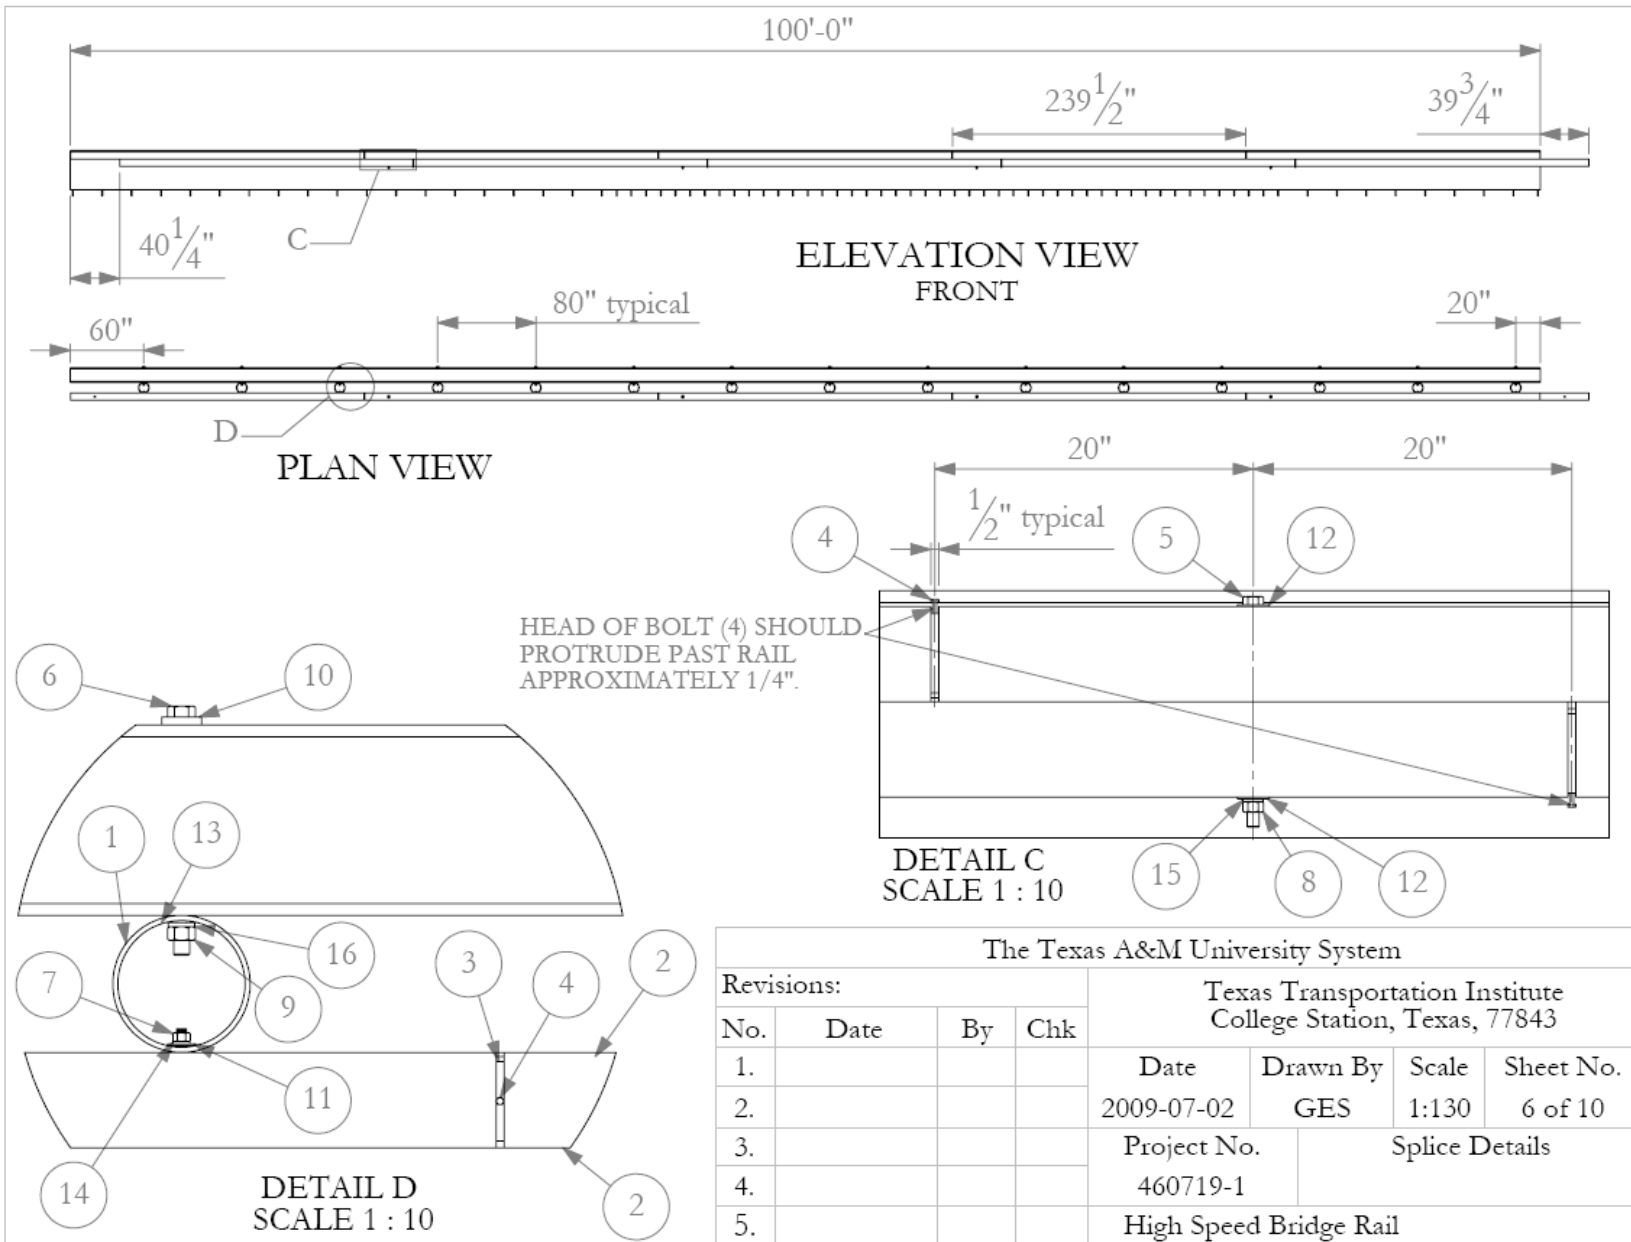 100'-0"
239 1/2"
39 3/4"
40 1/4"
C
ELEVATION VIEW
FRONT
60"
80" typical
20"
D
PLAN VIEW
20"
20"
1/2" typical
4
5
12
HEAD OF BOLT (4) SHOULD
PROTRUDE PAST RAIL
APPROXIMATELY 1/4".
15
8
12
DETAIL C
SCALE 1 : 10
6
10
1
13
16
9
7
3
4
2
11
14
2
DETAIL D
SCALE 1 : 10
The Texas A&M University System
Revisions:
No. Date By Chk
1.
2.
3.
4.
5.
Texas Transportation Institute
College Station, Texas, 77843
Date Drawn By Scale Sheet No.
2009-07-02 GES 1:130 6 of 10
Project No. Splice Details
460719-1
High Speed Bridge Rail